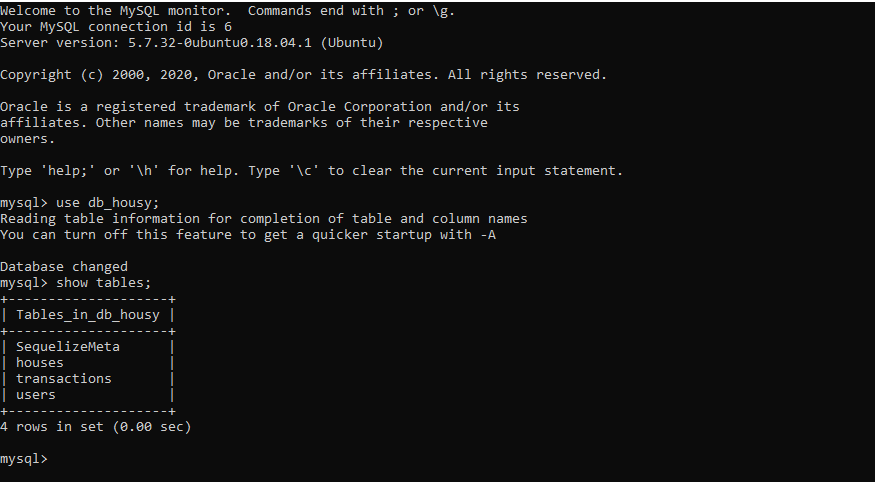 Welcome to the MySQL monitor.  Commands end with ; or \g.
Your MySQL connection id is 6
Server version: 5.7.32-0ubuntu0.18.04.1 (Ubuntu)

Copyright (c) 2000, 2020, Oracle and/or its affiliates. All rights reserved.

Oracle is a registered trademark of Oracle Corporation and/or its
affiliates. Other names may be trademarks of their respective
owners.

Type 'help;' or '\h' for help. Type '\c' to clear the current input statement.

mysql> use db_housy;
Reading table information for completion of table and column names
You can turn off this feature to get a quicker startup with -A

Database changed
mysql> show tables;
+--------------------+
| Tables_in_db_housy |
+--------------------+
| SequelizeMeta      |
| houses             |
| transactions       |
| users              |
+--------------------+
4 rows in set (0.00 sec)

mysql>